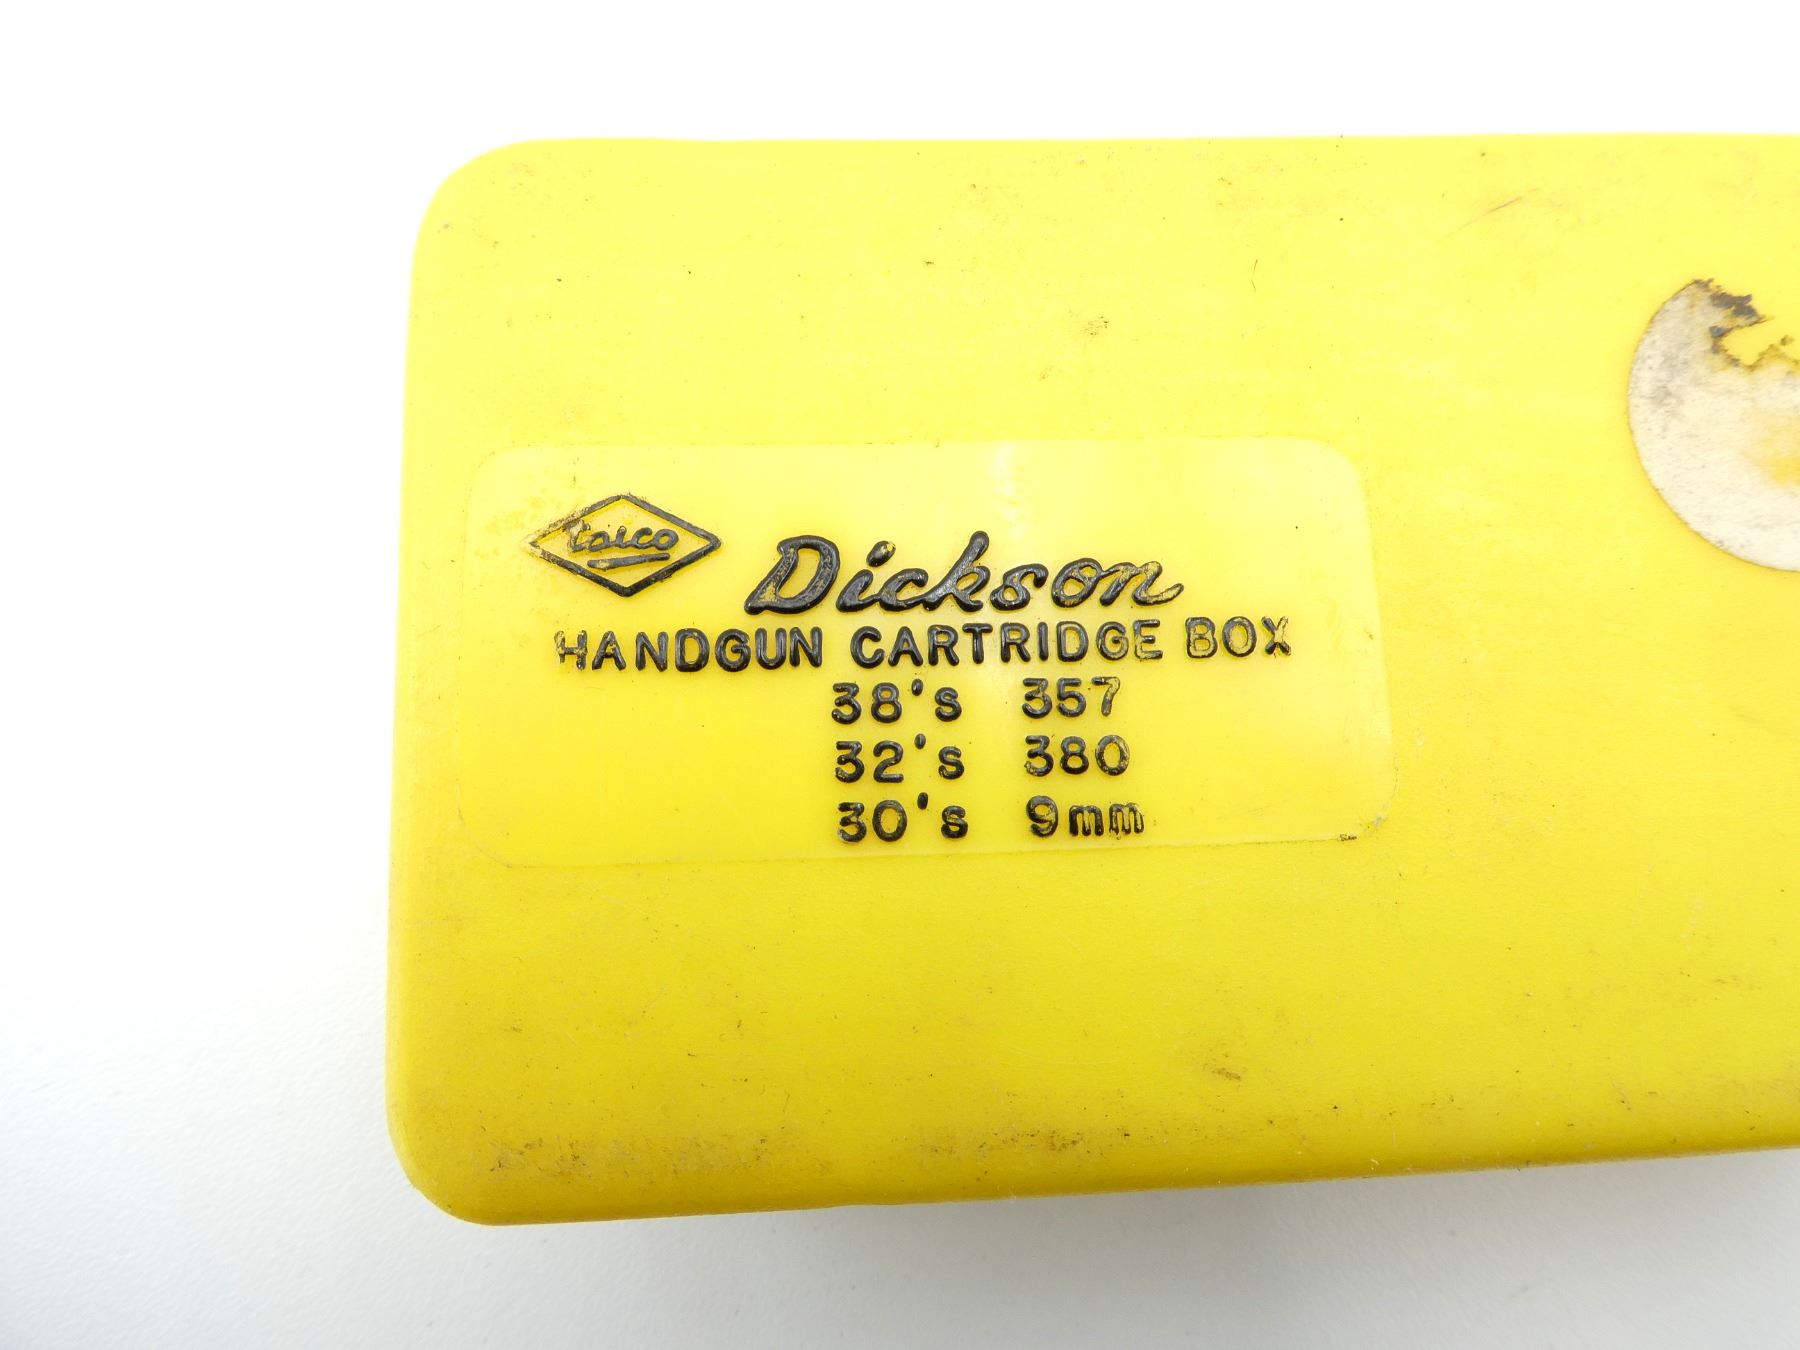 Dickson
HANDGUN CARTRIDGE BOX
38's 357
32's 380
30's 9mm